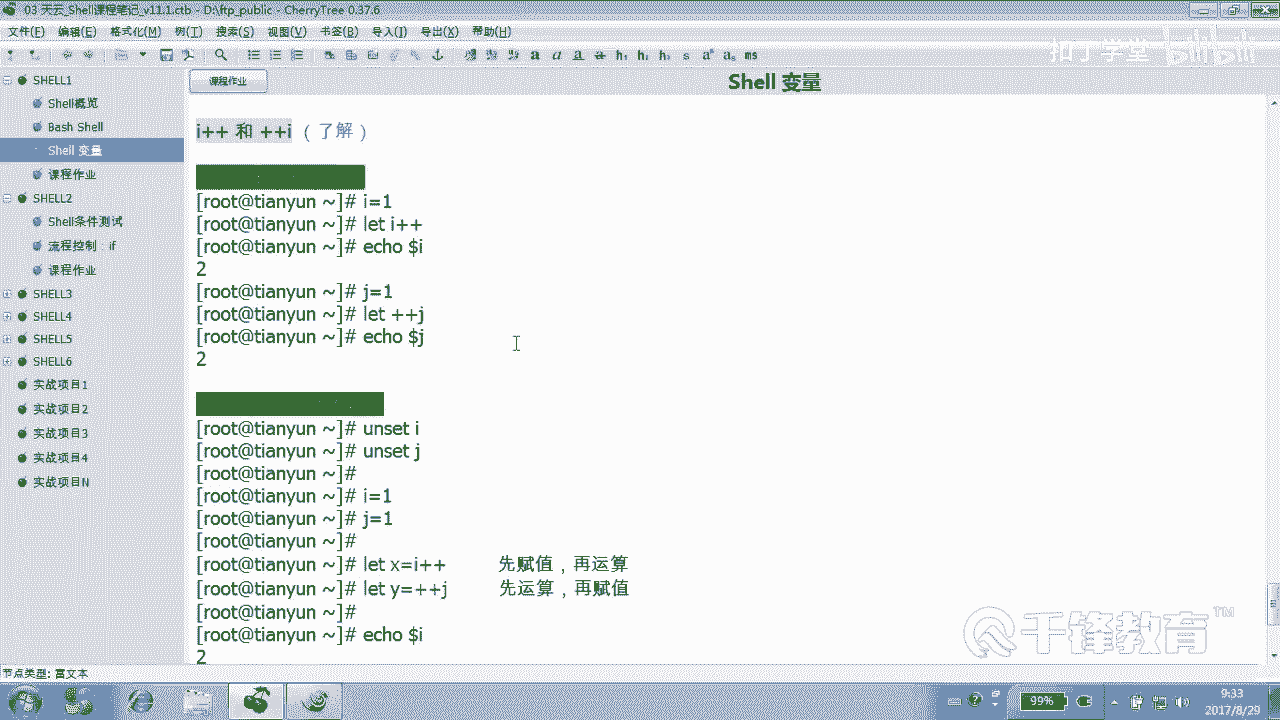 03 天云_Shell课程笔记_v11.1.ctb - D:\ftp_public - CherryTree 0.37.6
文件(F) 编辑(E) 格式化(M) 树(T) 搜索(S) 视图(V) 书签(B) 导入(I) 导出(X) 帮助(H)
扣丁学堂 bilibili
SHELL1
Shell概览
Bash Shell
Shell 变量
课程作业
SHELL2
Shell条件测试
流程控制 if
课程作业
SHELL3
SHELL4
SHELL5
SHELL6
实战项目1
实战项目2
实战项目3
实战项目4
实战项目N
课程作业
Shell 变量
i++ 和 ++i （了解）
[root@tianyun ~]# i=1
[root@tianyun ~]# let i++
[root@tianyun ~]# echo $i
2
[root@tianyun ~]# j=1
[root@tianyun ~]# let ++j
[root@tianyun ~]# echo $j
2
[root@tianyun ~]# unset i
[root@tianyun ~]# unset j
[root@tianyun ~]#
[root@tianyun ~]# i=1
[root@tianyun ~]# j=1
[root@tianyun ~]#
[root@tianyun ~]# let x=i++ 先赋值，再运算
[root@tianyun ~]# let y=++j 先运算，再赋值
[root@tianyun ~]#
[root@tianyun ~]# echo $i
2
千锋教育 TM
节点类型: 富文本
99%
9:33
2017/8/29